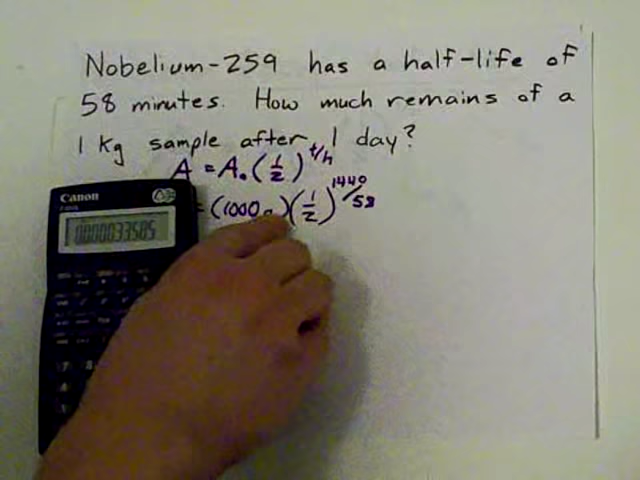 Nobelium-259 has a half-life of
58 minutes. How much remains of a
1 Kg sample after 1 day?
A = A₀ (1/2)^t/h
= (1000 g)(1/2)^1440/58
Canon
0.000033585